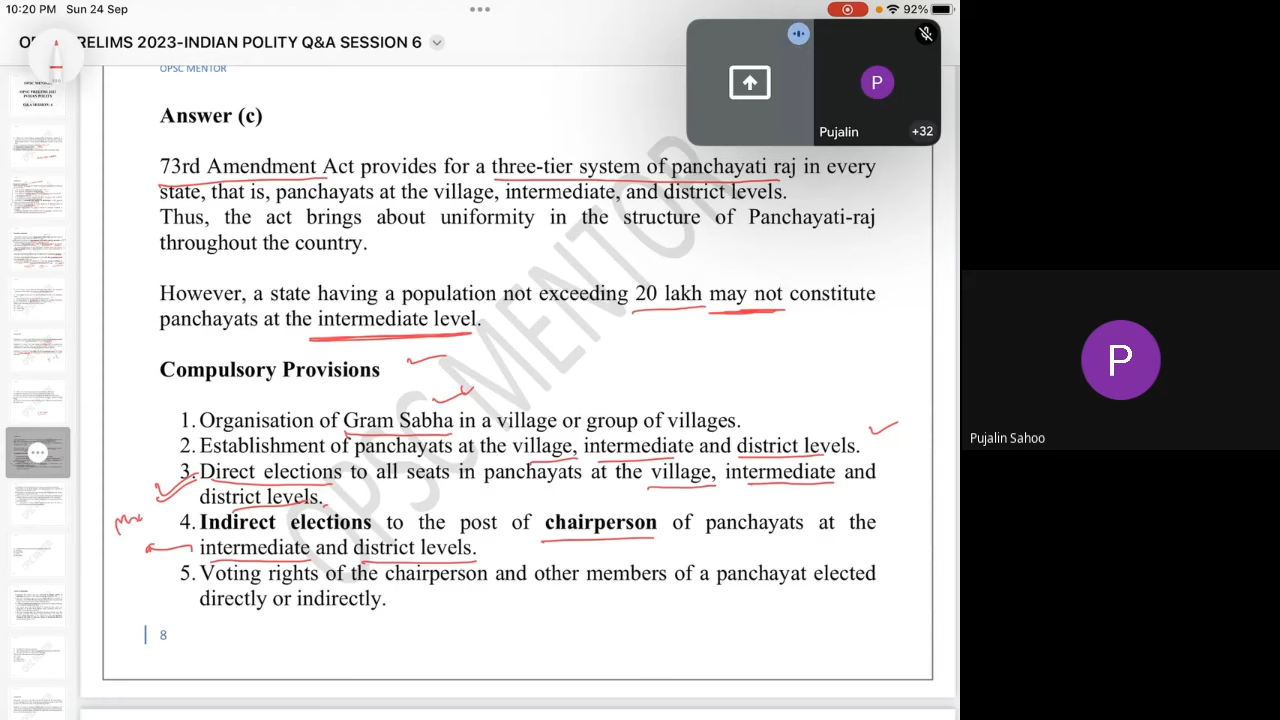 10:20 PM Sun 24 Sep
92%
RELIMS 2023-INDIAN POLITY Q&A SESSION 6
P
Pujalin
+32
OPSC MENTOR
Answer (c)
73rd Amendment Act provides for a three-tier system of panchayati raj in every
state, that is, panchayats at the village, intermediate, and district levels.
Thus, the act brings about uniformity in the structure of Panchayati-raj
throughout the country.
However, a state having a population not exceeding 20 lakh may not constitute
panchayats at the intermediate level.
Compulsory Provisions
1. Organisation of Gram Sabha in a village or group of villages.
2. Establishment of panchayats at the village, intermediate and district levels.
3. Direct elections to all seats in panchayats at the village, intermediate and
district levels.
4. Indirect elections to the post of chairperson of panchayats at the
intermediate and district levels.
5. Voting rights of the chairperson and other members of a panchayat elected
directly or indirectly.
8
OPSC MENTOR
P
Pujalin Sahoo